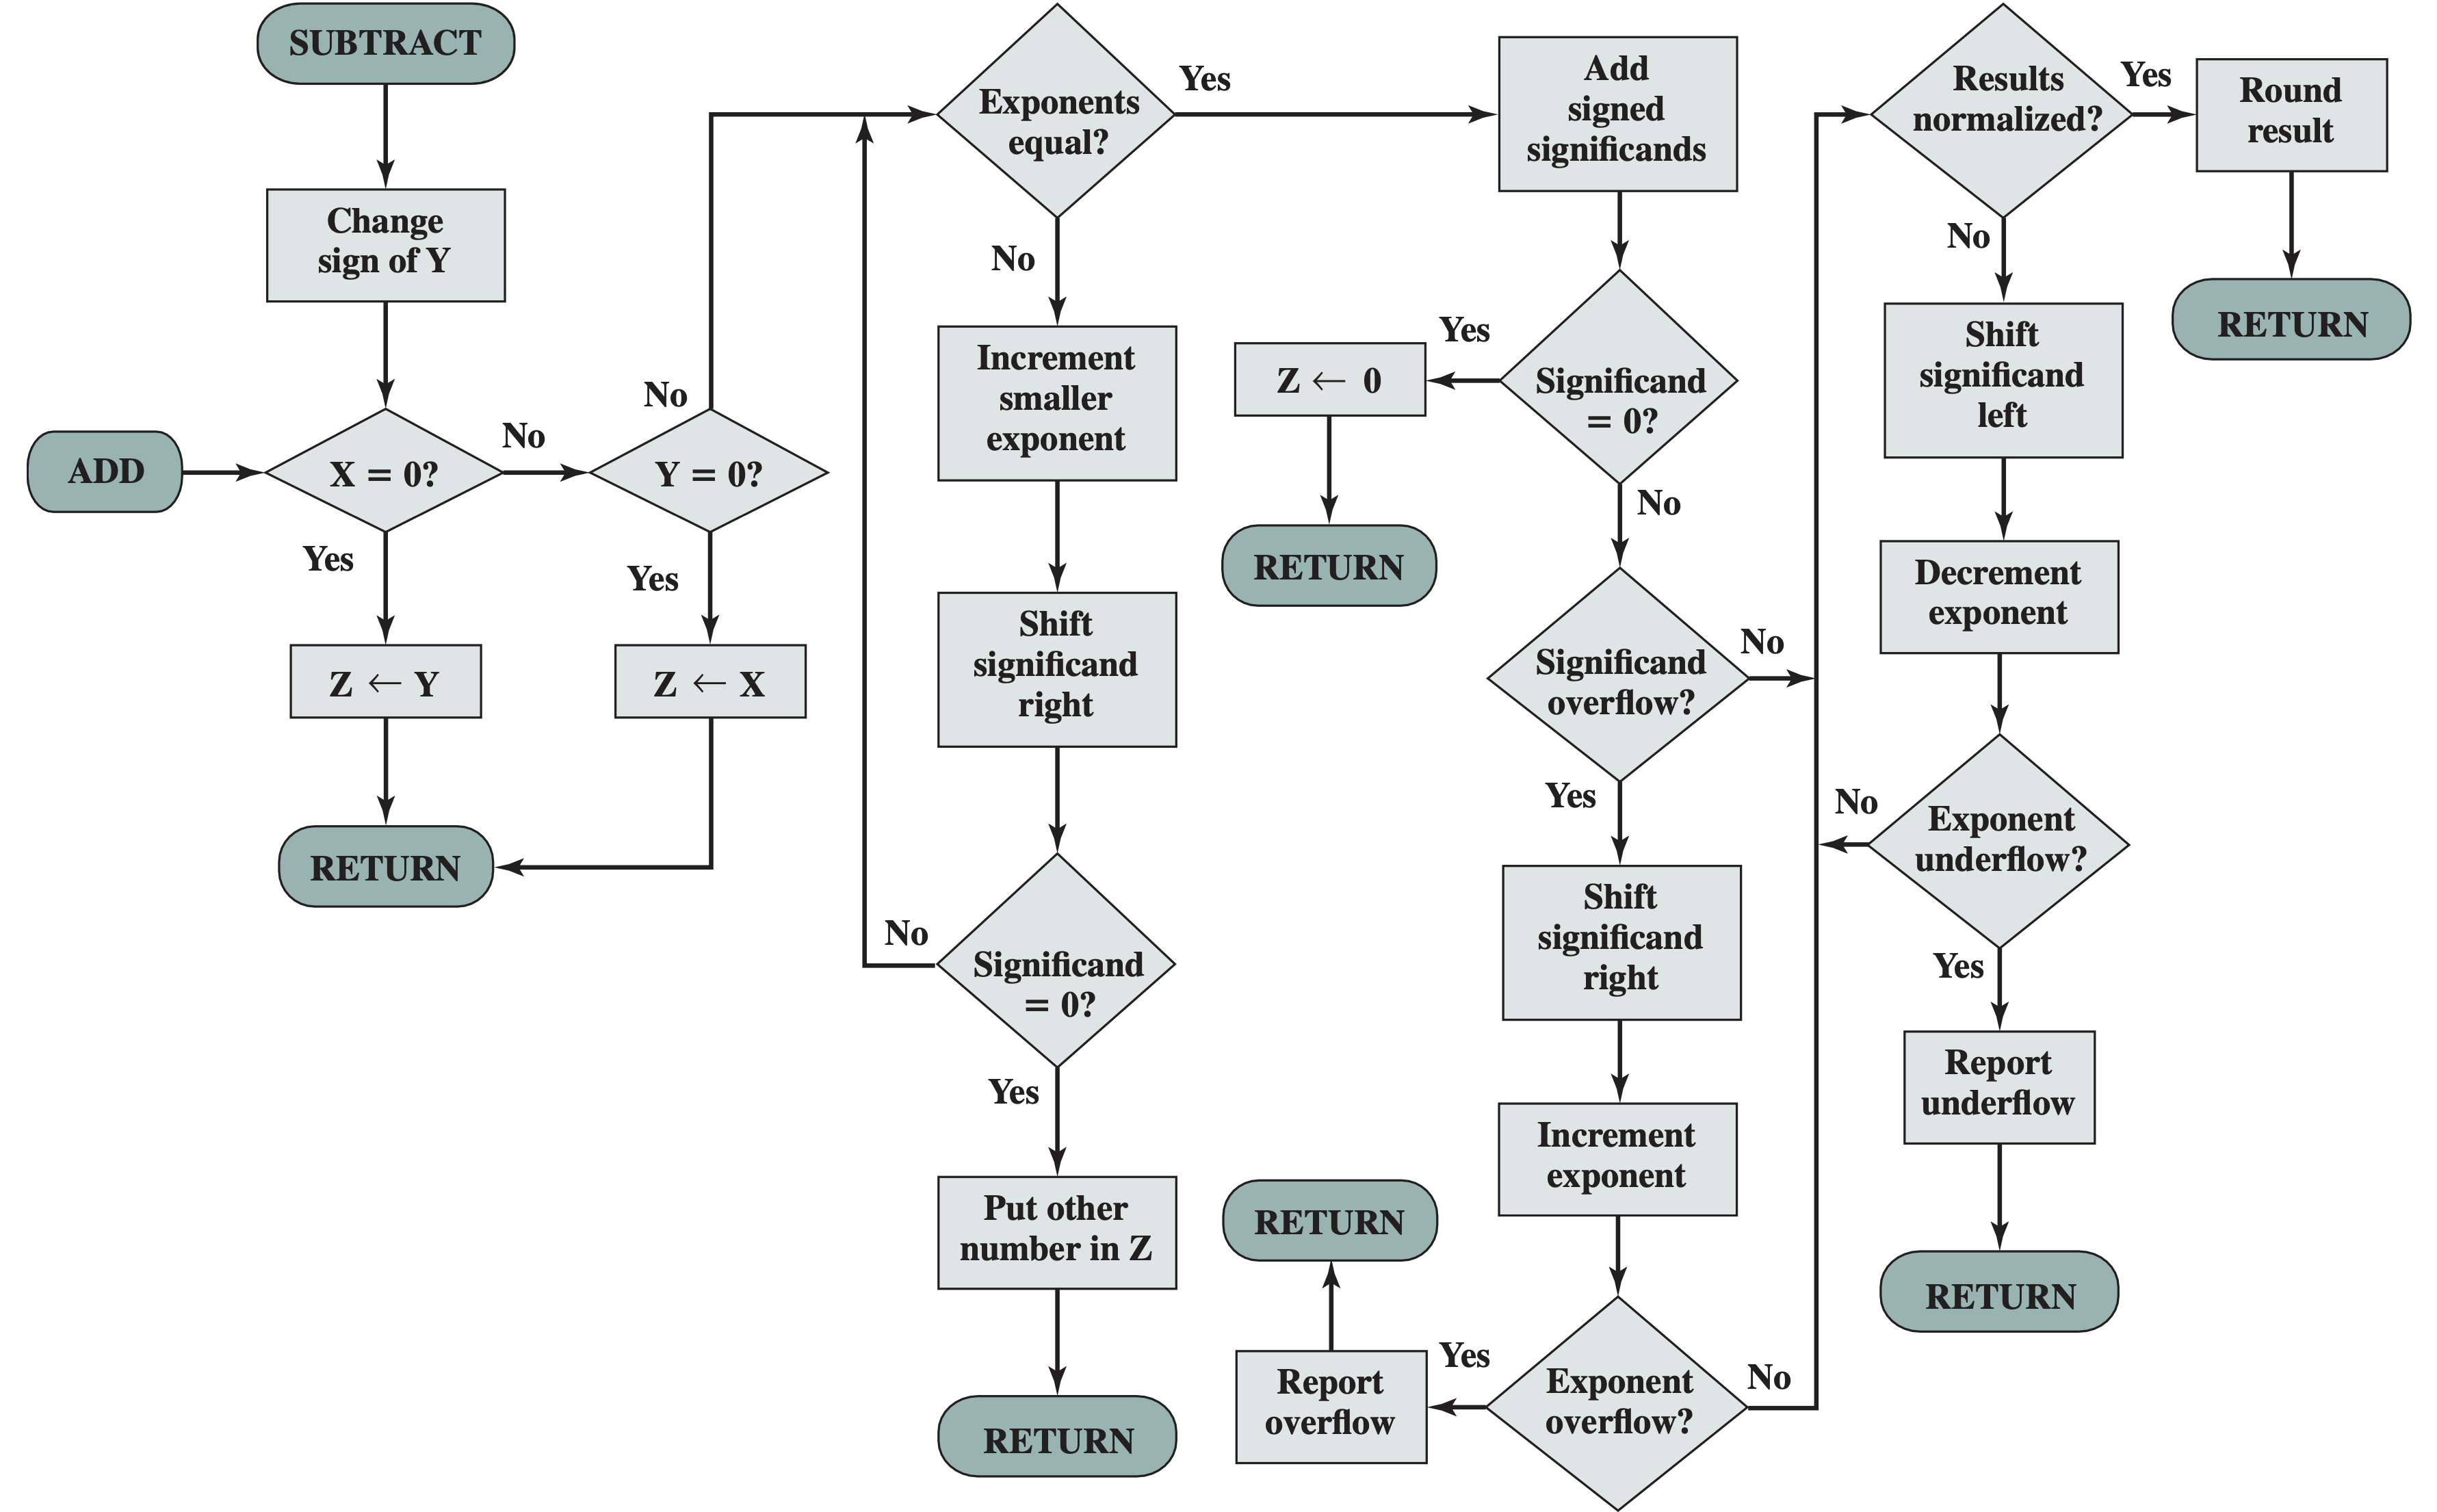 SUBTRACT
Change
sign of Y
ADD
X = 0?
No
Yes
Z ← Y
RETURN
Y = 0?
No
Yes
Z ← X
Exponents
equal?
Yes
No
Increment
smaller
exponent
Shift
significand
right
Significand
= 0?
No
Yes
Put other
number in Z
RETURN
Add
signed
significands
Significand
= 0?
Yes
Z ← 0
RETURN
No
Significand
overflow?
No
Yes
Shift
significand
right
Increment
exponent
Exponent
overflow?
Yes
Report
overflow
RETURN
No
Results
normalized?
Yes
Round
result
RETURN
No
Shift
significand
left
Decrement
exponent
Exponent
underflow?
No
Yes
Report
underflow
RETURN